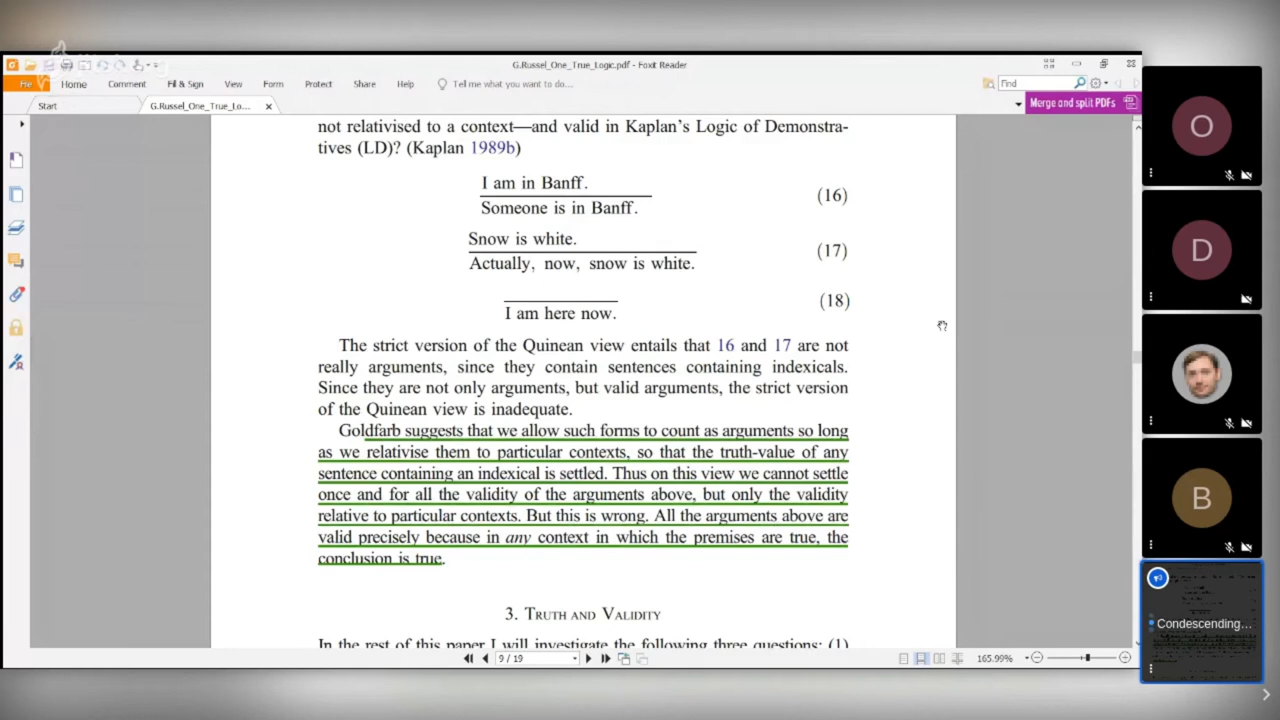 G.Russel_One_True_Logic.pdf - Foxit Reader
File Home Comment Fill & Sign View Form Protect Share Help Tell me what you want to do... Find
Start G.Russel_One_True_Lo... Merge and split PDFs
not relativised to a context—and valid in Kaplan's Logic of Demonstra-
tives (LD)? (Kaplan 1989b)
I am in Banff.
Someone is in Banff. (16)
Snow is white.
Actually, now, snow is white. (17)
I am here now. (18)
The strict version of the Quinean view entails that 16 and 17 are not
really arguments, since they contain sentences containing indexicals.
Since they are not only arguments, but valid arguments, the strict version
of the Quinean view is inadequate.
Goldfarb suggests that we allow such forms to count as arguments so long
as we relativise them to particular contexts, so that the truth-value of any
sentence containing an indexical is settled. Thus on this view we cannot settle
once and for all the validity of the arguments above, but only the validity
relative to particular contexts. But this is wrong. All the arguments above are
valid precisely because in any context in which the premises are true, the
conclusion is true.
3. Truth and Validity
In the rest of this paper I will investigate the following three questions: (1)
9 / 19 165.99%
O
D
B
Condescending...